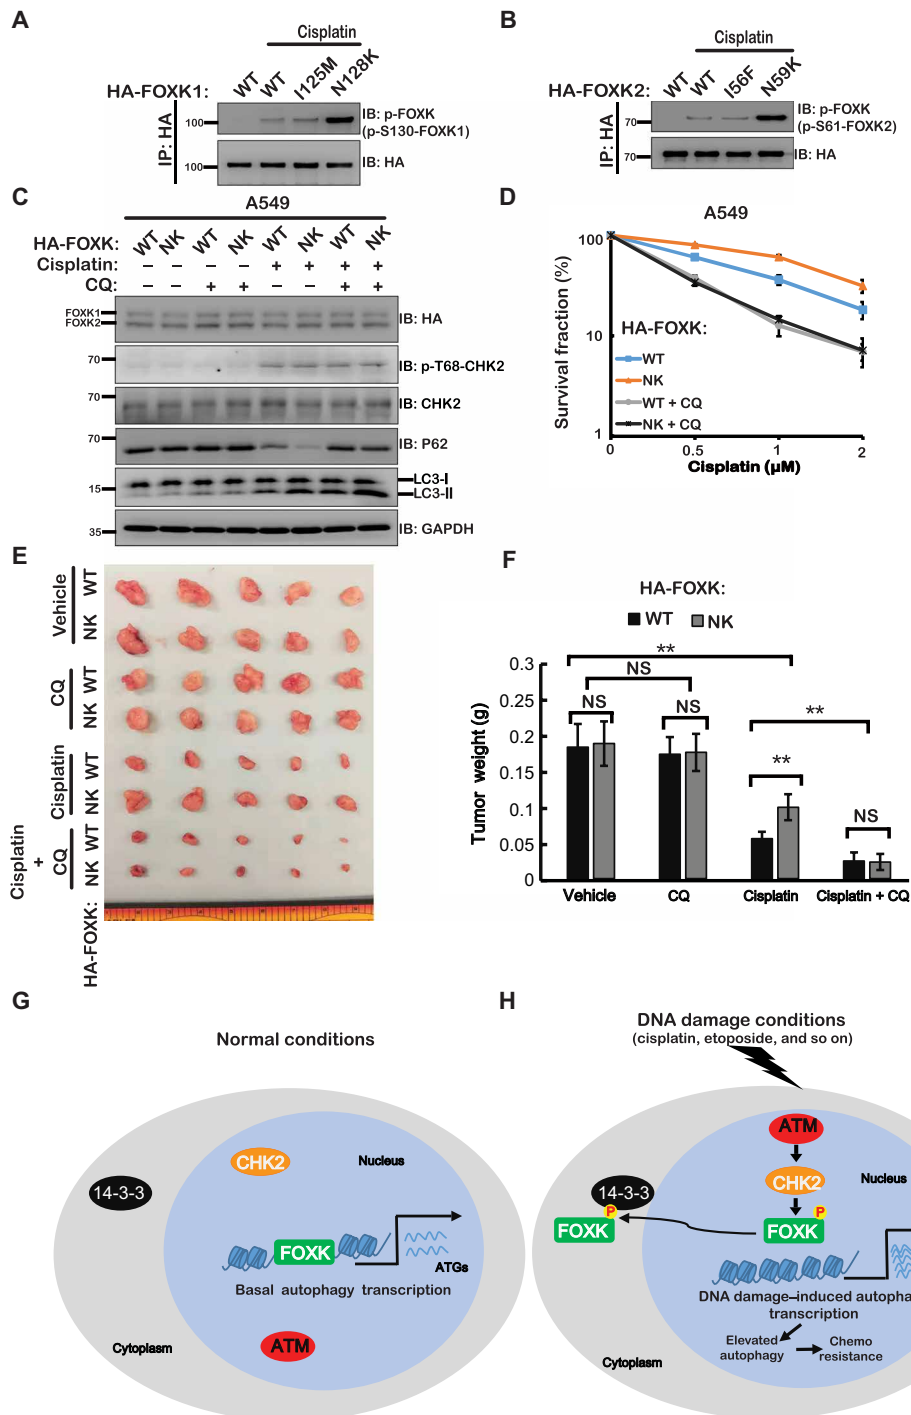 A
Cisplatin
HA-FOXK1:
WT
WT
I125M
N128K
IP: HA
100
IB: p-FOXK
(p-S130-FOXK1)
100
IB: HA
B
Cisplatin
HA-FOXK2:
WT
WT
I56F
N59K
IP: HA
70
IB: p-FOXK
(p-S61-FOXK2)
70
IB: HA
C
A549
HA-FOXK: WT NK WT NK WT NK WT NK
Cisplatin: – – – – + + + +
CQ: – – + + – – + +
FOXK1
FOXK2
IB: HA
70
IB: p-T68-CHK2
70
IB: CHK2
70
IB: P62
15
LC3-I
LC3-II
35
IB: GAPDH
D
A549
Survival fraction (%)
100
10
1
HA-FOXK:
WT
NK
WT + CQ
NK + CQ
0 0.5 1 2
Cisplatin (µM)
E
Vehicle
WT
NK
CQ
WT
NK
Cisplatin
WT
NK
Cisplatin
+
CQ
WT
NK
HA-FOXK:
F
HA-FOXK:
WT NK
Tumor weight (g)
0.3
0.25
0.2
0.15
0.1
0.05
0
**
NS
NS
NS
**
**
NS
Vehicle CQ Cisplatin Cisplatin + CQ
G
Normal conditions
CHK2
Nucleus
14-3-3
FOXK
ATGs
Basal autophagy transcription
ATM
Cytoplasm
H
DNA damage conditions
(cisplatin, etoposide, and so on)
ATM
CHK2
Nucleus
14-3-3
P
FOXK
P
FOXK
DNA damage–induced autopha
transcription
Elevated
autophagy
Chemo
resistance
Cytoplasm